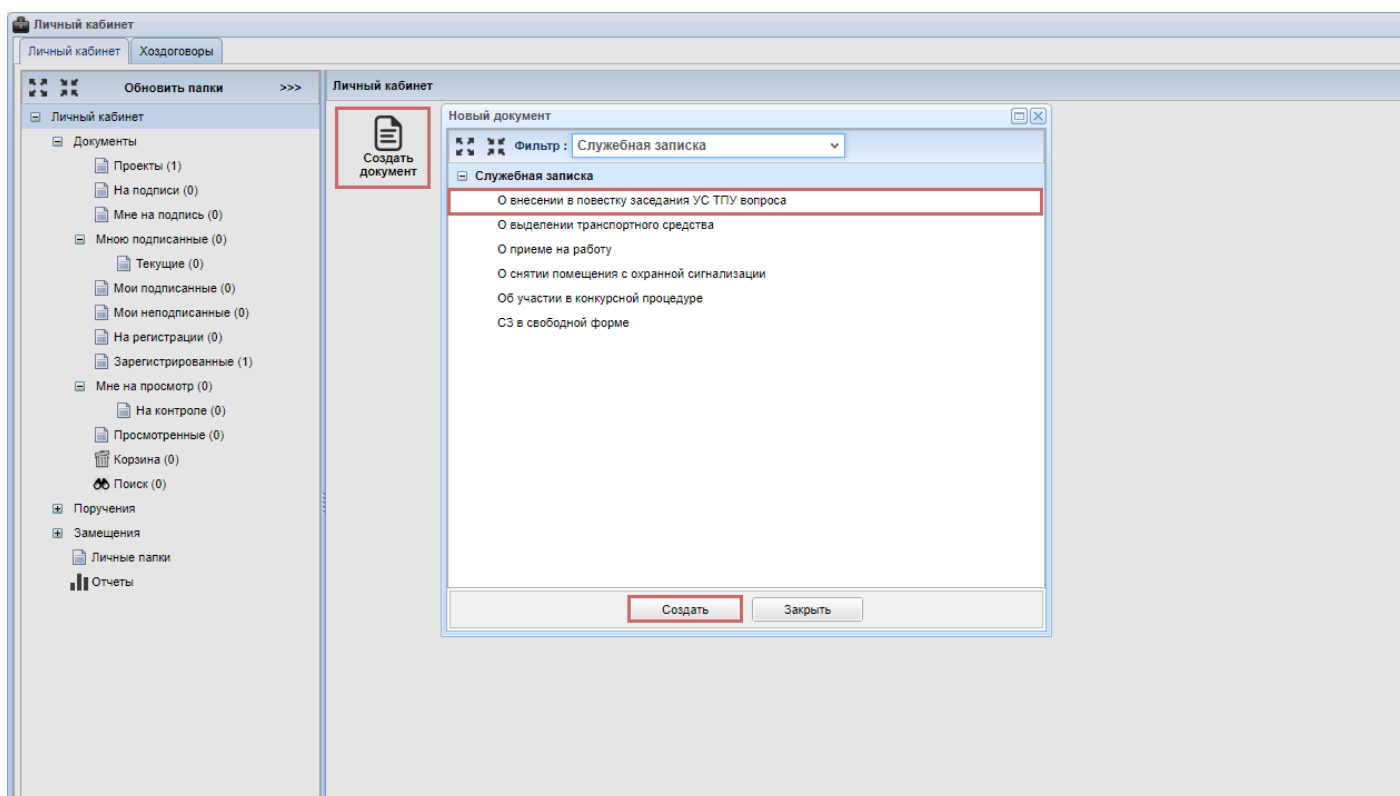 Личный кабинет
Личный кабинет Хоздоговоры
Обновить папки >>>
Личный кабинет
Документы
Проекты (1)
На подписи (0)
Мне на подпись (0)
Мною подписанные (0)
Текущие (0)
Мои подписанные (0)
Мои неподписанные (0)
На регистрации (0)
Зарегистрированные (1)
Мне на просмотр (0)
На контроле (0)
Просмотренные (0)
Корзина (0)
Поиск (0)
Поручения
Замещения
Личные папки
Отчеты
Личный кабинет
Создать
документ
Новый документ
Фильтр : Служебная записка
Служебная записка
О внесении в повестку заседания УС ТПУ вопроса
О выделении транспортного средства
О приеме на работу
О снятии помещения с охранной сигнализации
Об участии в конкурсной процедуре
СЗ в свободной форме
Создать Закрыть